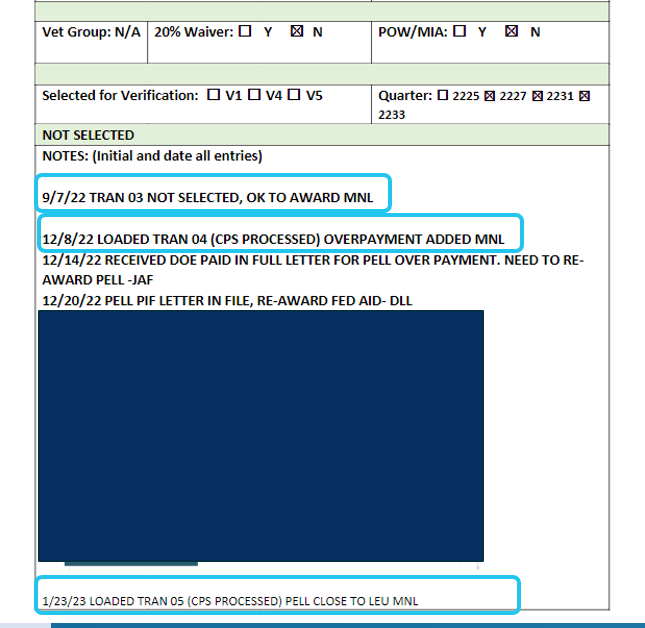 Vet Group: N/A 20% Waiver: ☐ Y ☒ N POW/MIA: ☐ Y ☒ N
Selected for Verification: ☐ V1 ☐ V4 ☐ V5 Quarter: ☐ 2225 ☒ 2227 ☒ 2231 ☒
2233
NOT SELECTED
NOTES: (Initial and date all entries)
9/7/22 TRAN 03 NOT SELECTED, OK TO AWARD MNL
12/8/22 LOADED TRAN 04 (CPS PROCESSED) OVERPAYMENT ADDED MNL
12/14/22 RECEIVED DOE PAID IN FULL LETTER FOR PELL OVER PAYMENT. NEED TO RE-
AWARD PELL -JAF
12/20/22 PELL PIF LETTER IN FILE, RE-AWARD FED AID- DLL
1/23/23 LOADED TRAN 05 (CPS PROCESSED) PELL CLOSE TO LEU MNL